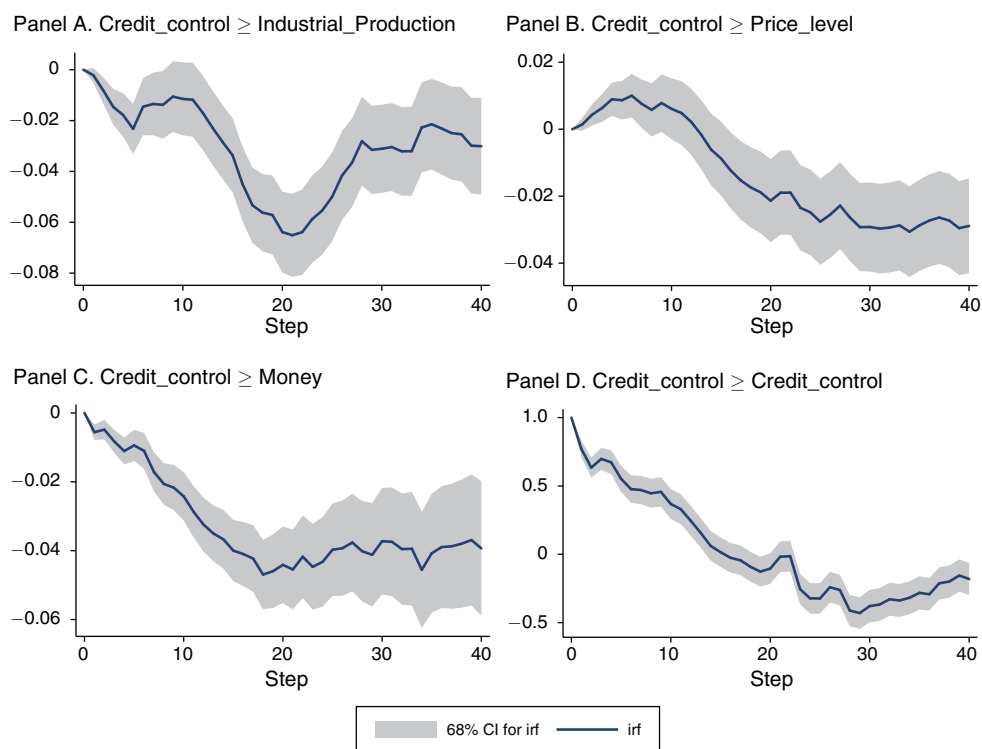 Panel A. Credit_control ≥ Industrial_Production
0
−0.02
−0.04
−0.06
−0.08
0 10 20 30 40
Step
Panel B. Credit_control ≥ Price_level
0.02
0
−0.02
−0.04
0 10 20 30 40
Step
Panel C. Credit_control ≥ Money
0
−0.02
−0.04
−0.06
0 10 20 30 40
Step
Panel D. Credit_control ≥ Credit_control
1.0
0.5
0
−0.5
0 10 20 30 40
Step
68% CI for irf irf